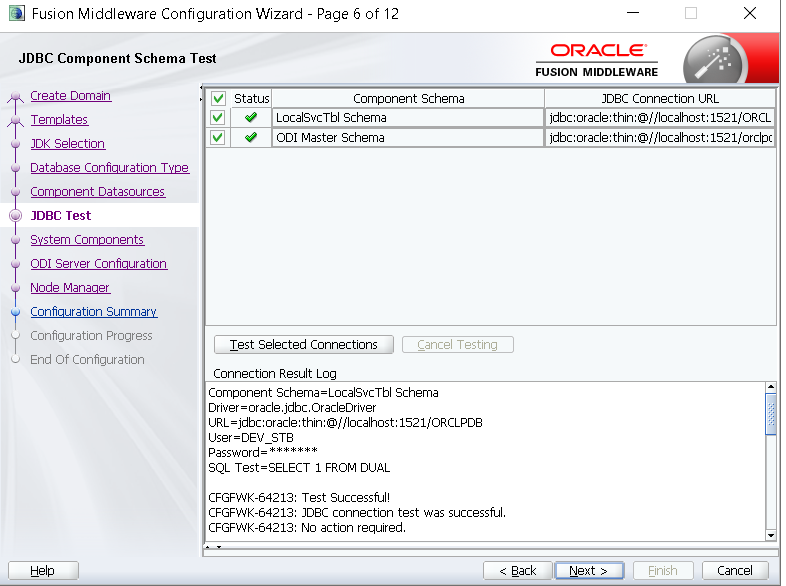 Fusion Middleware Configuration Wizard - Page 6 of 12
JDBC Component Schema Test
ORACLE
FUSION MIDDLEWARE
Create Domain
Templates
JDK Selection
Database Configuration Type
Component Datasources
JDBC Test
System Components
ODI Server Configuration
Node Manager
Configuration Summary
Configuration Progress
End Of Configuration
Status Component Schema JDBC Connection URL
LocalSvcTbl Schema jdbc:oracle:thin:@//localhost:1521/ORCL
ODI Master Schema jdbc:oracle:thin:@//localhost:1521/orclpd
Test Selected Connections Cancel Testing
Connection Result Log
Component Schema=LocalSvcTbl Schema
Driver=oracle.jdbc.OracleDriver
URL=jdbc:oracle:thin:@//localhost:1521/ORCLPDB
User=DEV_STB
Password=*******
SQL Test=SELECT 1 FROM DUAL
CFGFWK-64213: Test Successful!
CFGFWK-64213: JDBC connection test was successful.
CFGFWK-64213: No action required.
Help < Back Next > Finish Cancel